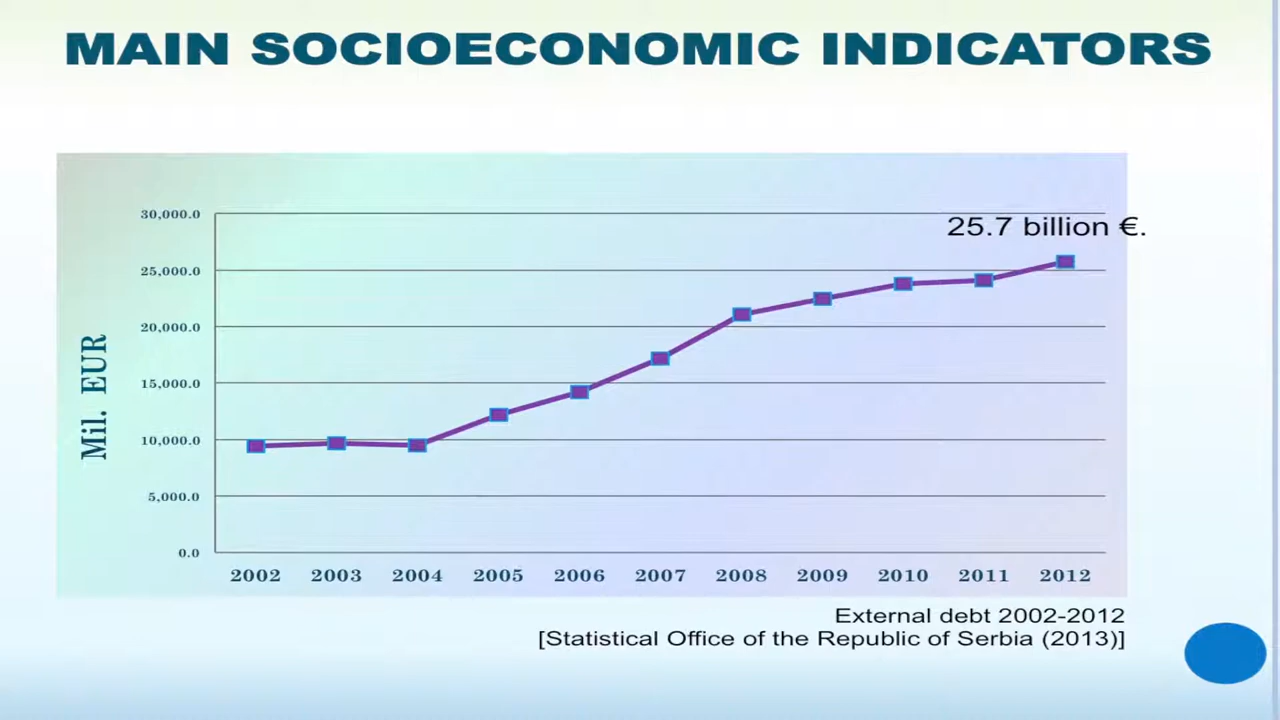 MAIN SOCIOECONOMIC INDICATORS
25.7 billion €.
Mil. EUR
30,000.0
25,000.0
20,000.0
15,000.0
10,000.0
5,000.0
0.0
2002 2003 2004 2005 2006 2007 2008 2009 2010 2011 2012
External debt 2002-2012
[Statistical Office of the Republic of Serbia (2013)]